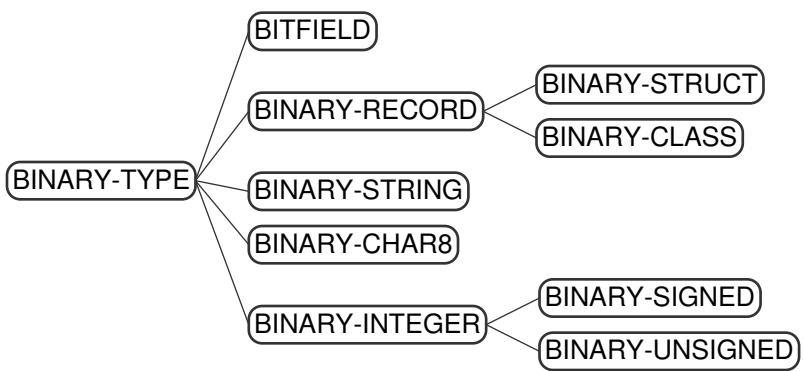 BITFIELD
BINARY-STRUCT
BINARY-RECORD
BINARY-CLASS
BINARY-TYPE
BINARY-STRING
BINARY-CHAR8
BINARY-SIGNED
BINARY-INTEGER
BINARY-UNSIGNED